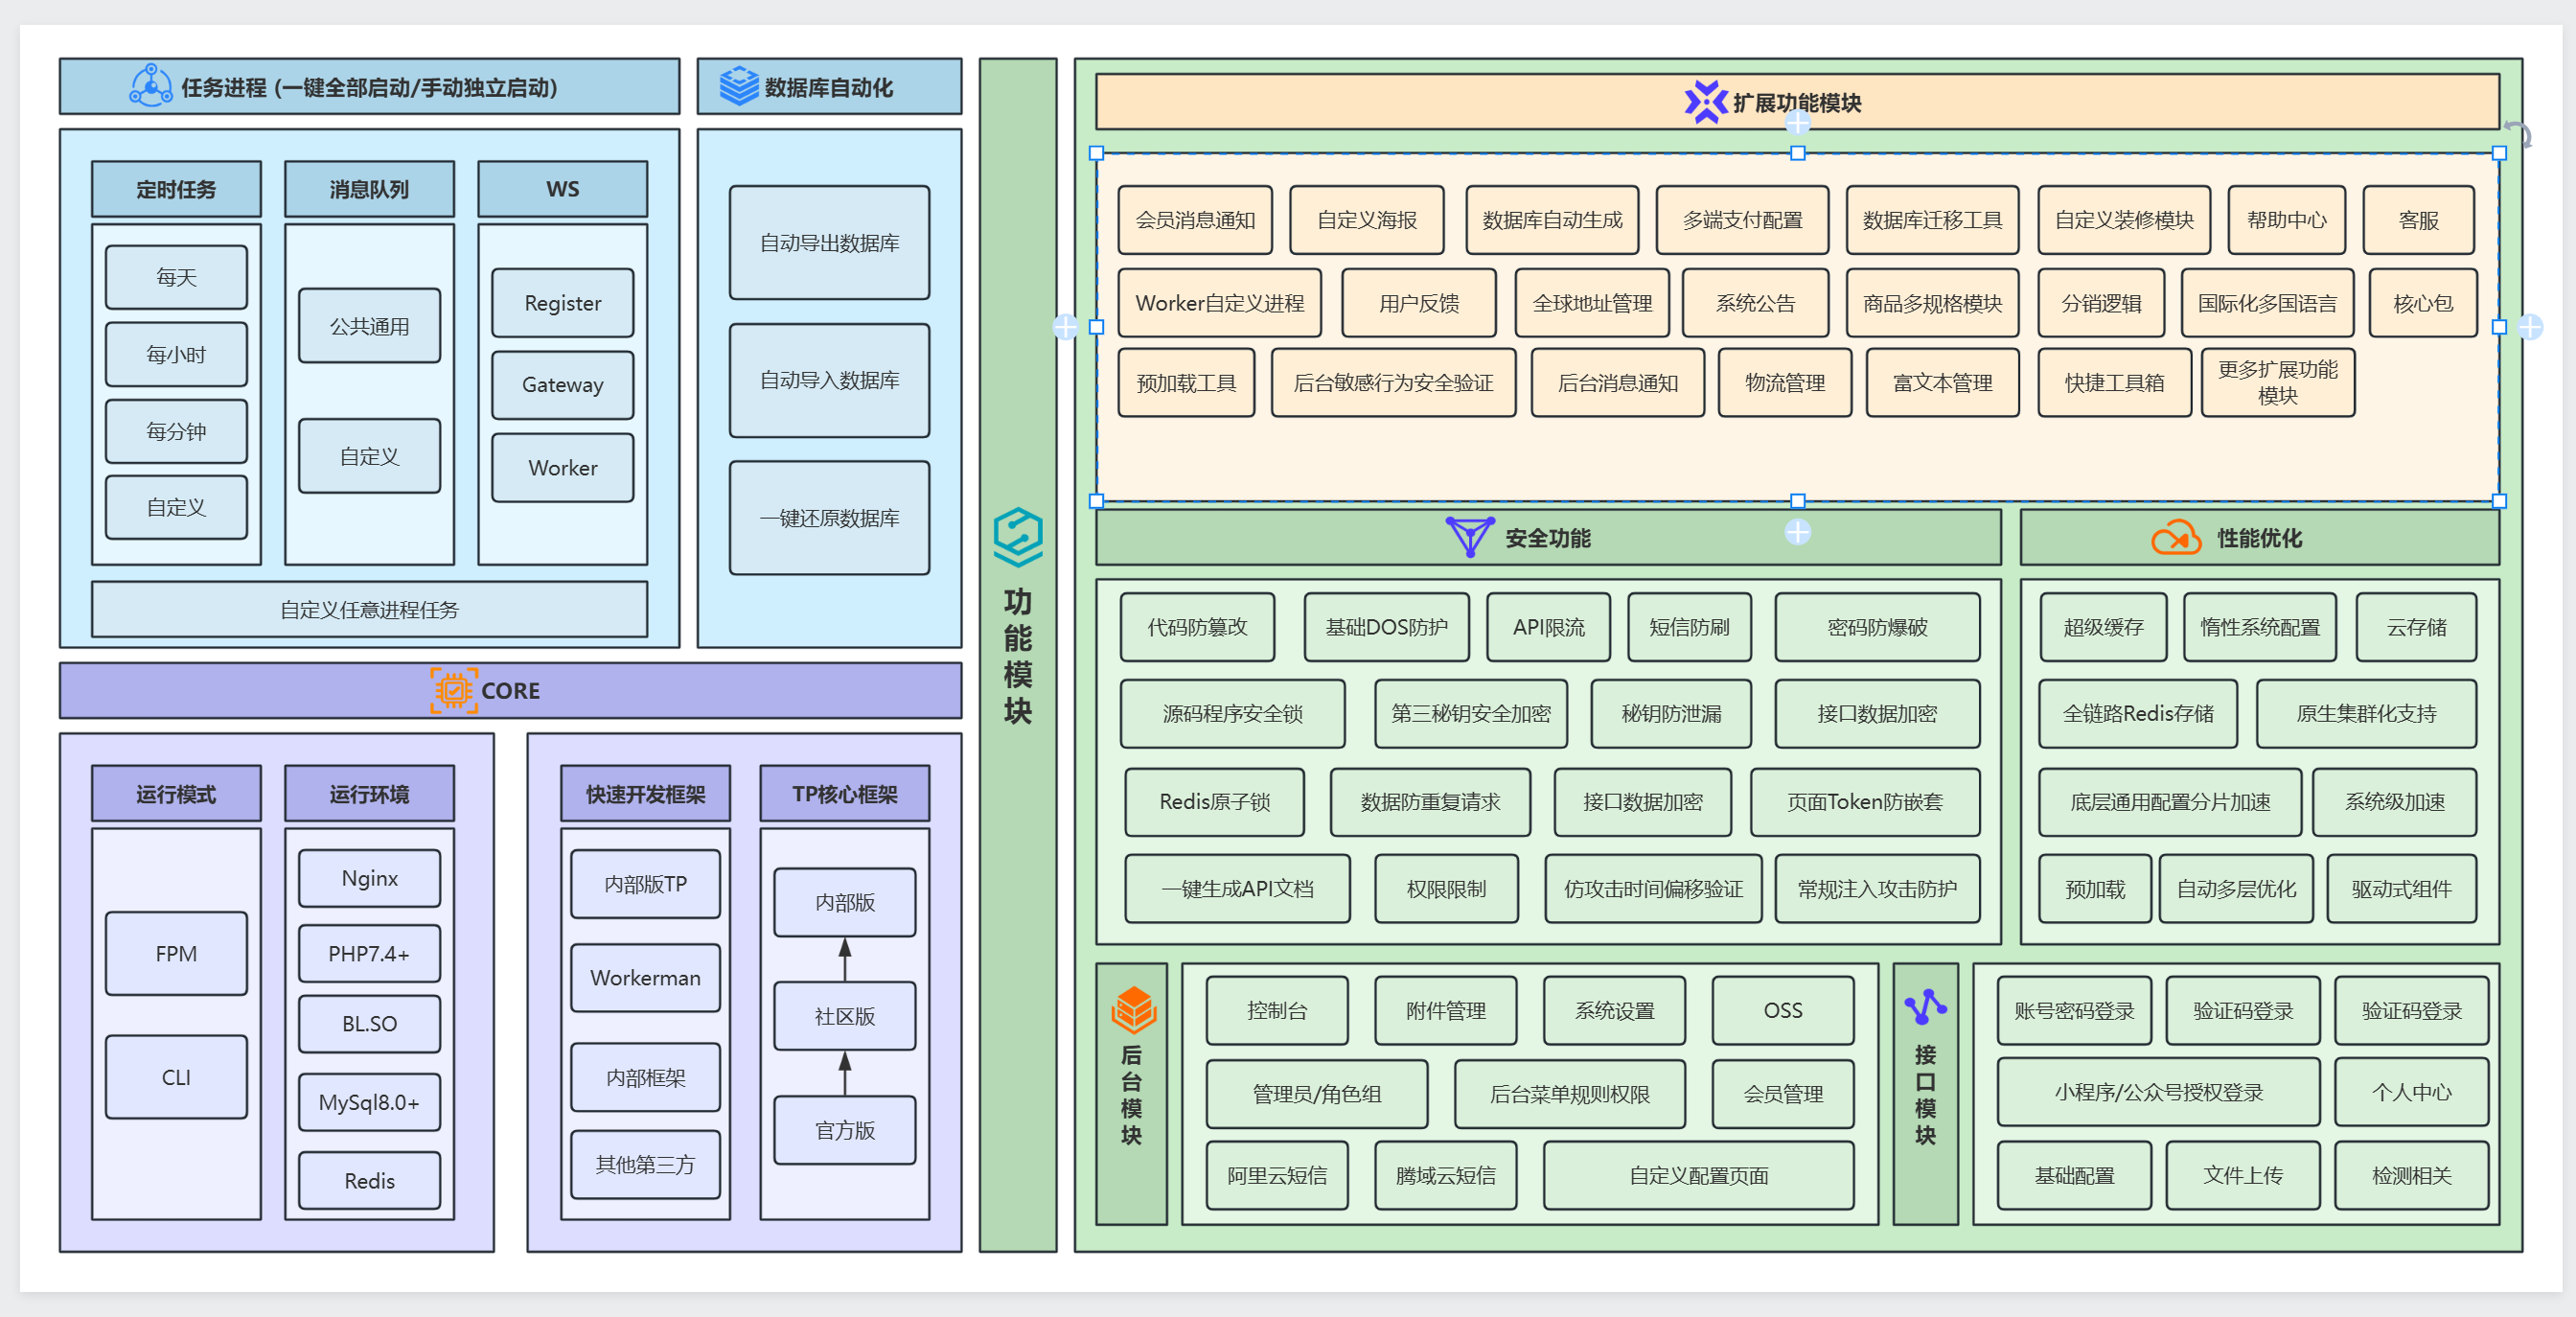 任务进程 (一键全部启动/手动独立启动)
定时任务
每天
每小时
每分钟
自定义
消息队列
公共通用
自定义
WS
Register
Gateway
Worker
自定义任意进程任务
数据库自动化
自动导出数据库
自动导入数据库
一键还原数据库
CORE
运行模式
FPM
CLI
运行环境
Nginx
PHP7.4+
BL.SO
MySql8.0+
Redis
快速开发框架
内部版TP
Workerman
内部框架
其他第三方
TP核心框架
内部版
社区版
官方版
功能模块
扩展功能模块
会员消息通知
自定义海报
数据库自动生成
多端支付配置
数据库迁移工具
自定义装修模块
帮助中心
客服
Worker自定义进程
用户反馈
全球地址管理
系统公告
商品多规格模块
分销逻辑
国际化多国语言
核心包
预加载工具
后台敏感行为安全验证
后台消息通知
物流管理
富文本管理
快捷工具箱
更多扩展功能
模块
安全功能
代码防篡改
基础DOS防护
API限流
短信防刷
密码防爆破
源码程序安全锁
第三秘钥安全加密
秘钥防泄漏
接口数据加密
Redis原子锁
数据防重复请求
接口数据加密
页面Token防嵌套
一键生成API文档
权限限制
仿攻击时间偏移验证
常规注入攻击防护
性能优化
超级缓存
惰性系统配置
云存储
全链路Redis存储
原生集群化支持
底层通用配置分片加速
系统级加速
预加载
自动多层优化
驱动式组件
后台模块
控制台
附件管理
系统设置
OSS
管理员/角色组
后台菜单规则权限
会员管理
阿里云短信
腾域云短信
自定义配置页面
接口模块
账号密码登录
验证码登录
验证码登录
小程序/公众号授权登录
个人中心
基础配置
文件上传
检测相关